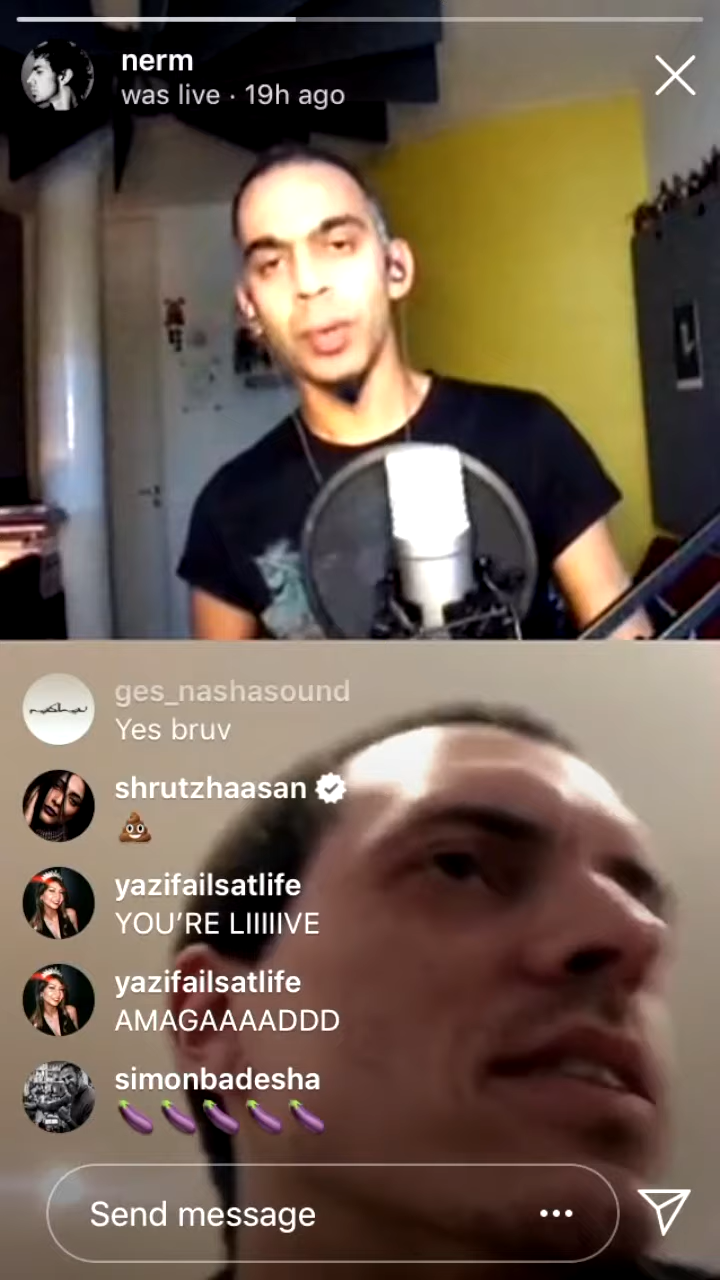 nerm
was live · 19h ago
ges_nashasound
Yes bruv
shrutzhaasan
💩
yazifailsatlife
YOU'RE LIIIIIVE
yazifailsatlife
AMAGAAAADDD
simonbadesha
🍆🍆🍆🍆🍆
Send message